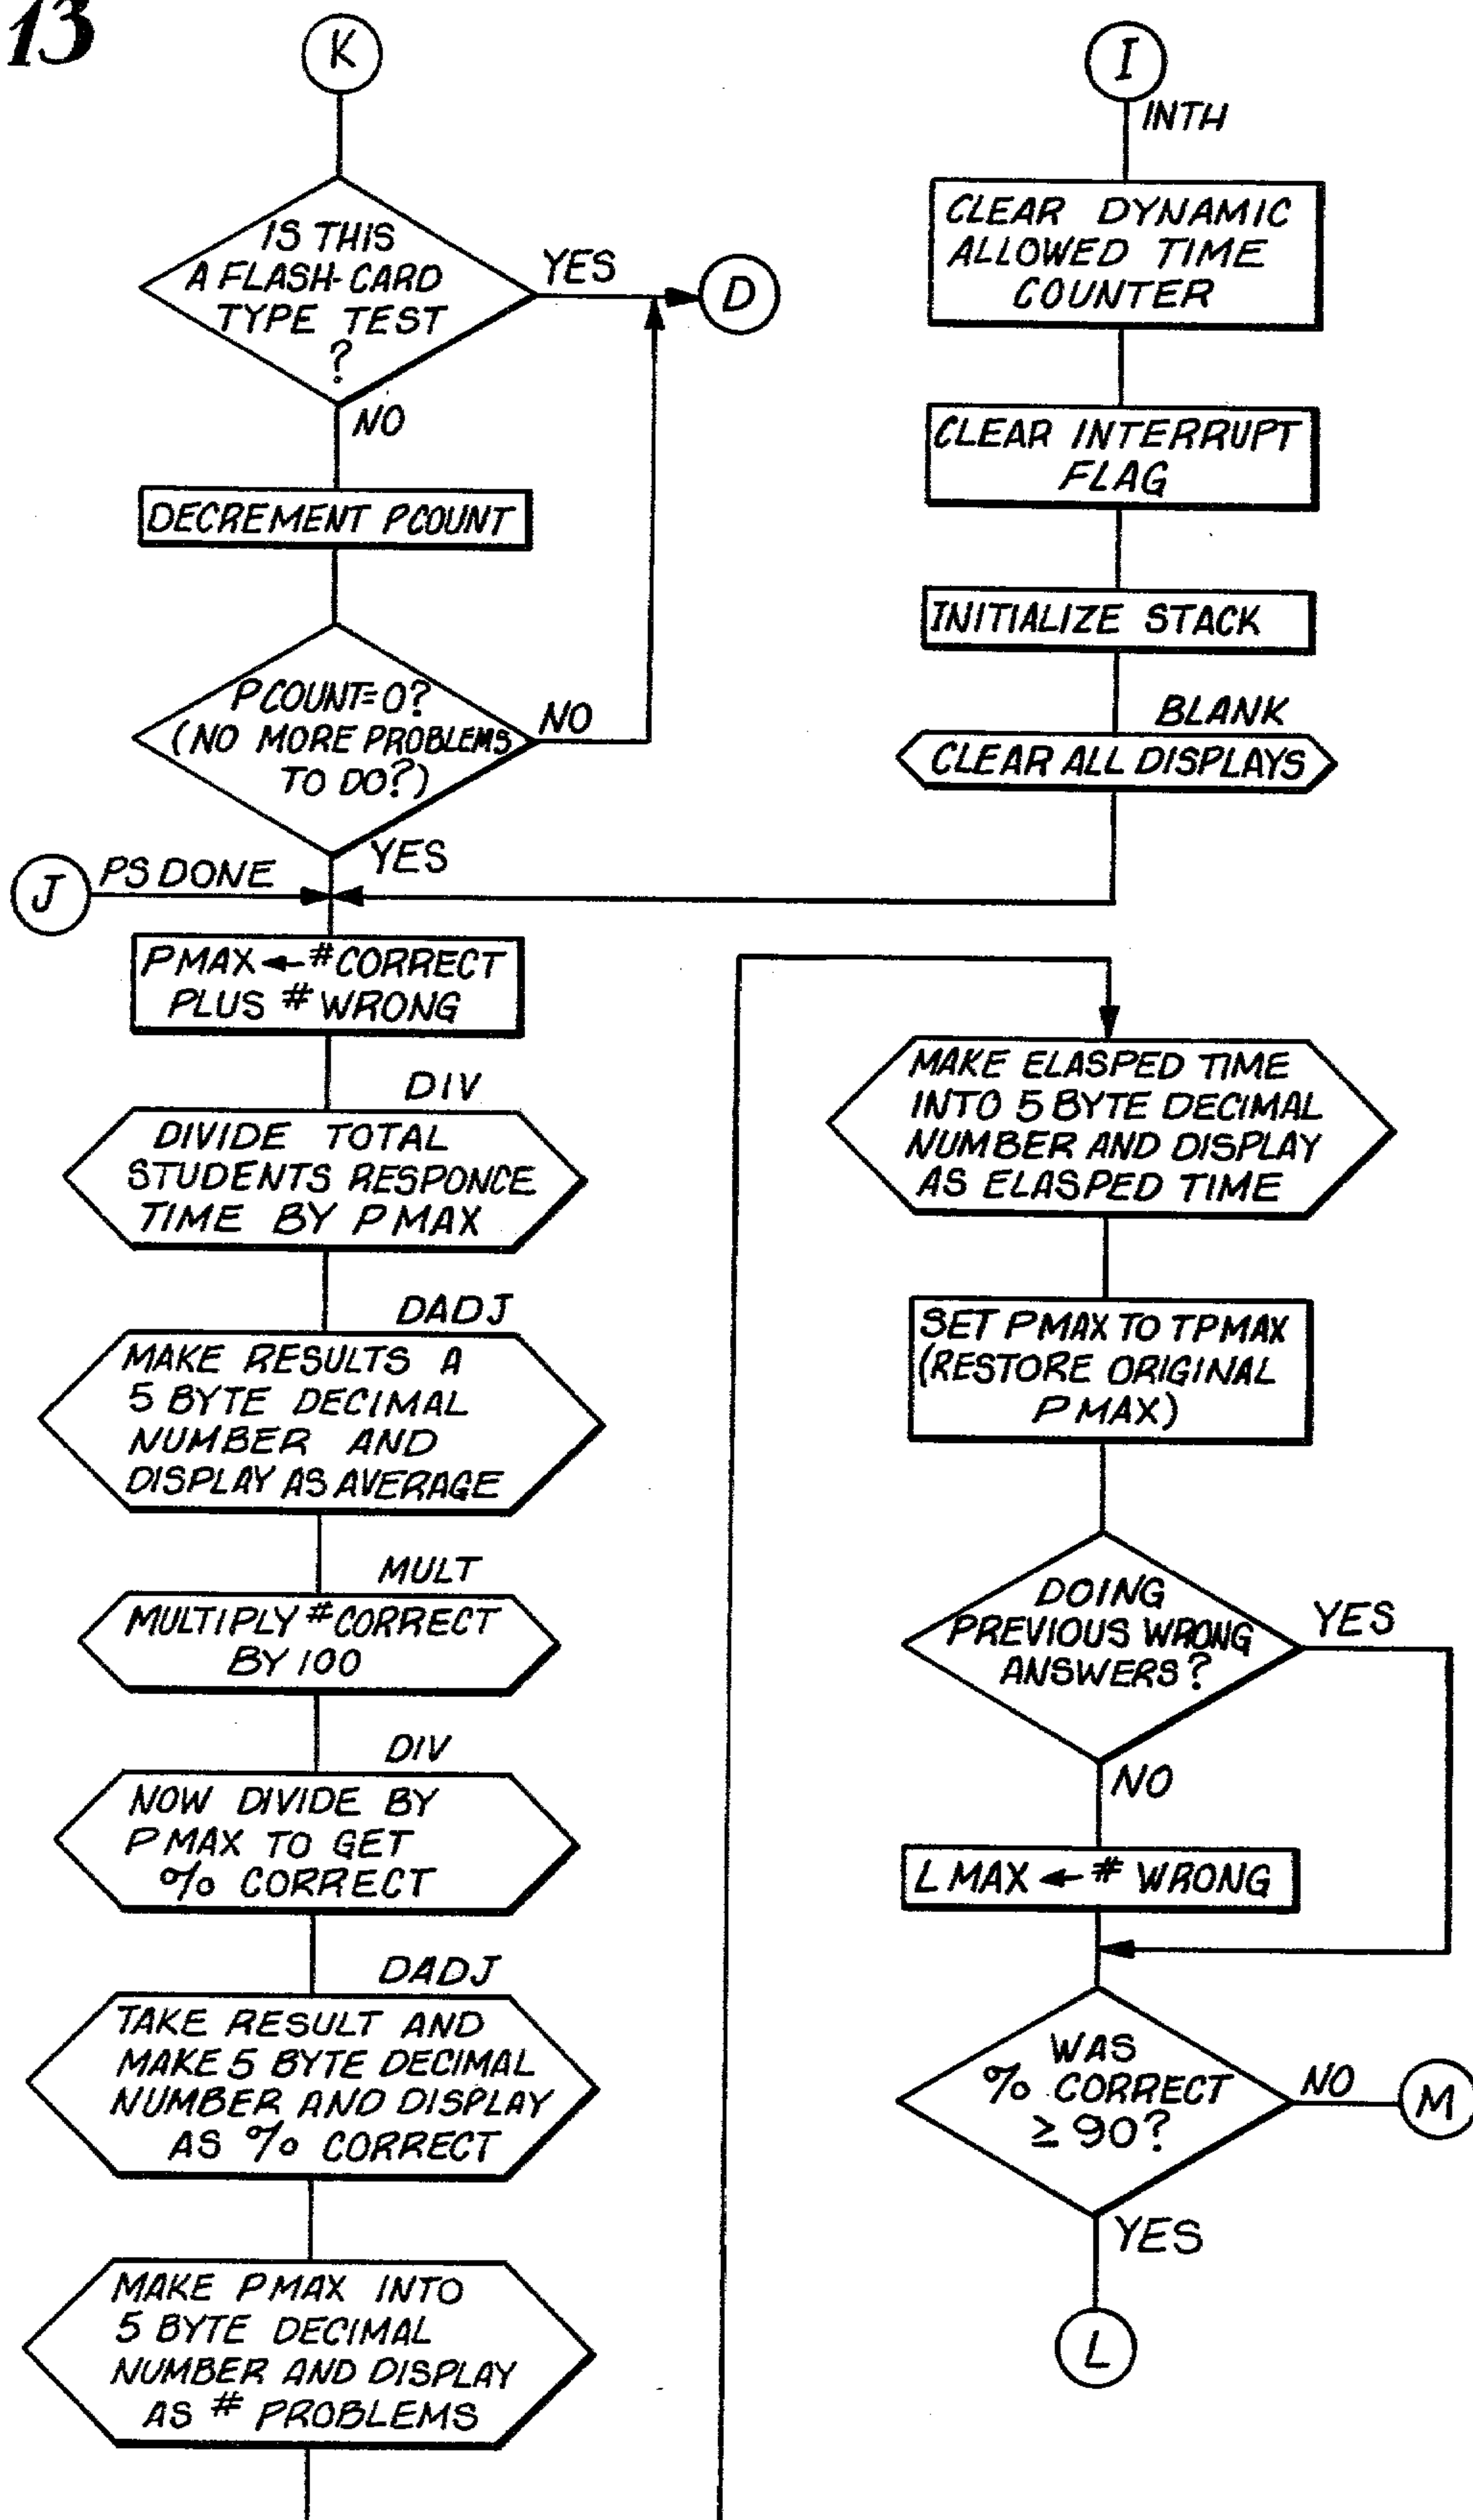 13
K
IS THIS
A FLASH-CARD
TYPE TEST
?
YES
D
NO
DECREMENT PCOUNT
PCOUNT=0?
(NO MORE PROBLEMS
TO DO?)
NO
YES
J
PSDONE
PMAX←#CORRECT
PLUS # WRONG
DIV
DIVIDE TOTAL
STUDENTS RESPONCE
TIME BY PMAX
DADJ
MAKE RESULTS A
5 BYTE DECIMAL
NUMBER AND
DISPLAY AS AVERAGE
MULT
MULTIPLY #CORRECT
BY 100
DIV
NOW DIVIDE BY
PMAX TO GET
% CORRECT
DADJ
TAKE RESULT AND
MAKE 5 BYTE DECIMAL
NUMBER AND DISPLAY
AS % CORRECT
MAKE PMAX INTO
5 BYTE DECIMAL
NUMBER AND DISPLAY
AS # PROBLEMS
I
INTH
CLEAR DYNAMIC
ALLOWED TIME
COUNTER
CLEAR INTERRUPT
FLAG
INITIALIZE STACK
BLANK
CLEAR ALL DISPLAYS
MAKE ELASPED TIME
INTO 5 BYTE DECIMAL
NUMBER AND DISPLAY
AS ELASPED TIME
SET PMAX TO TPMAX
(RESTORE ORIGINAL
PMAX)
DOING
PREVIOUS WRONG
ANSWERS?
YES
NO
LMAX ← # WRONG
WAS
% CORRECT
≥ 90?
NO
M
YES
L